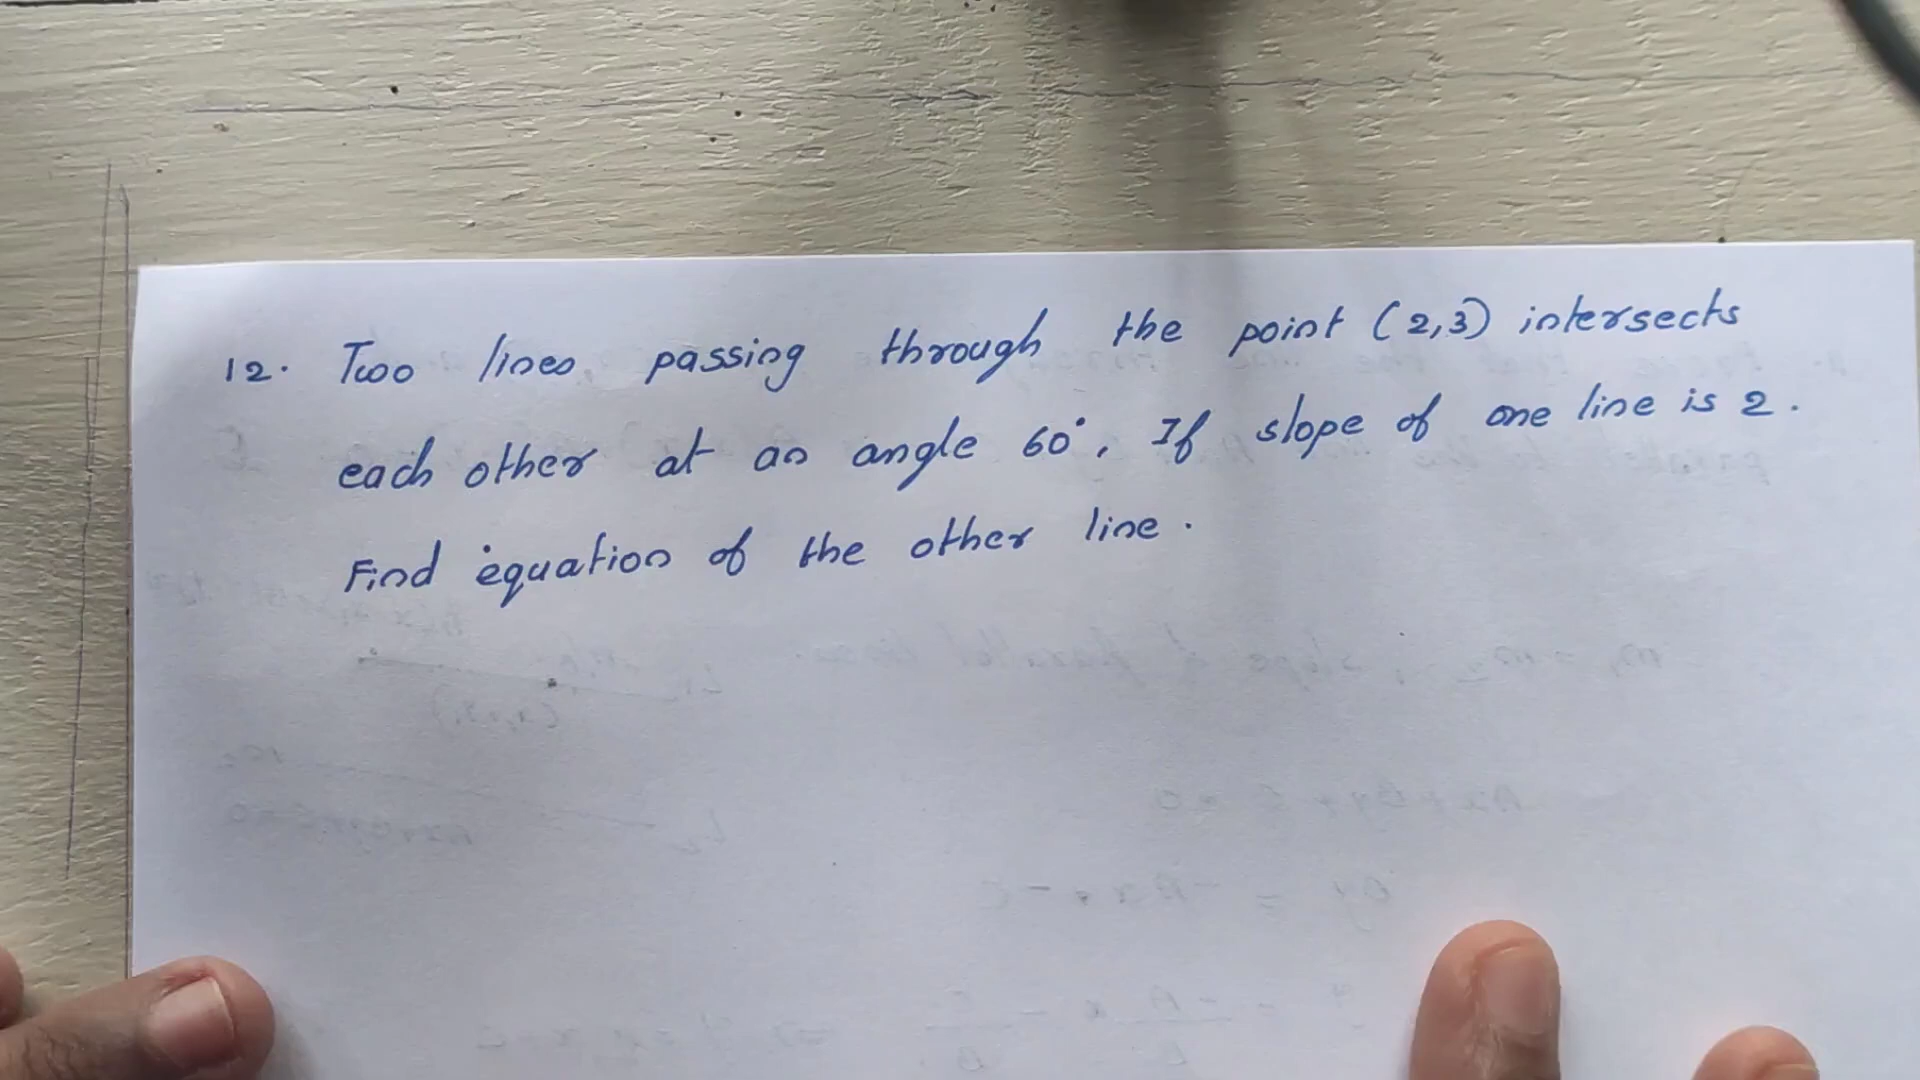 12. Two lines passing through the point (2,3) intersects
each other at an angle 60°, If slope of one line is 2.
Find equation of the other line.